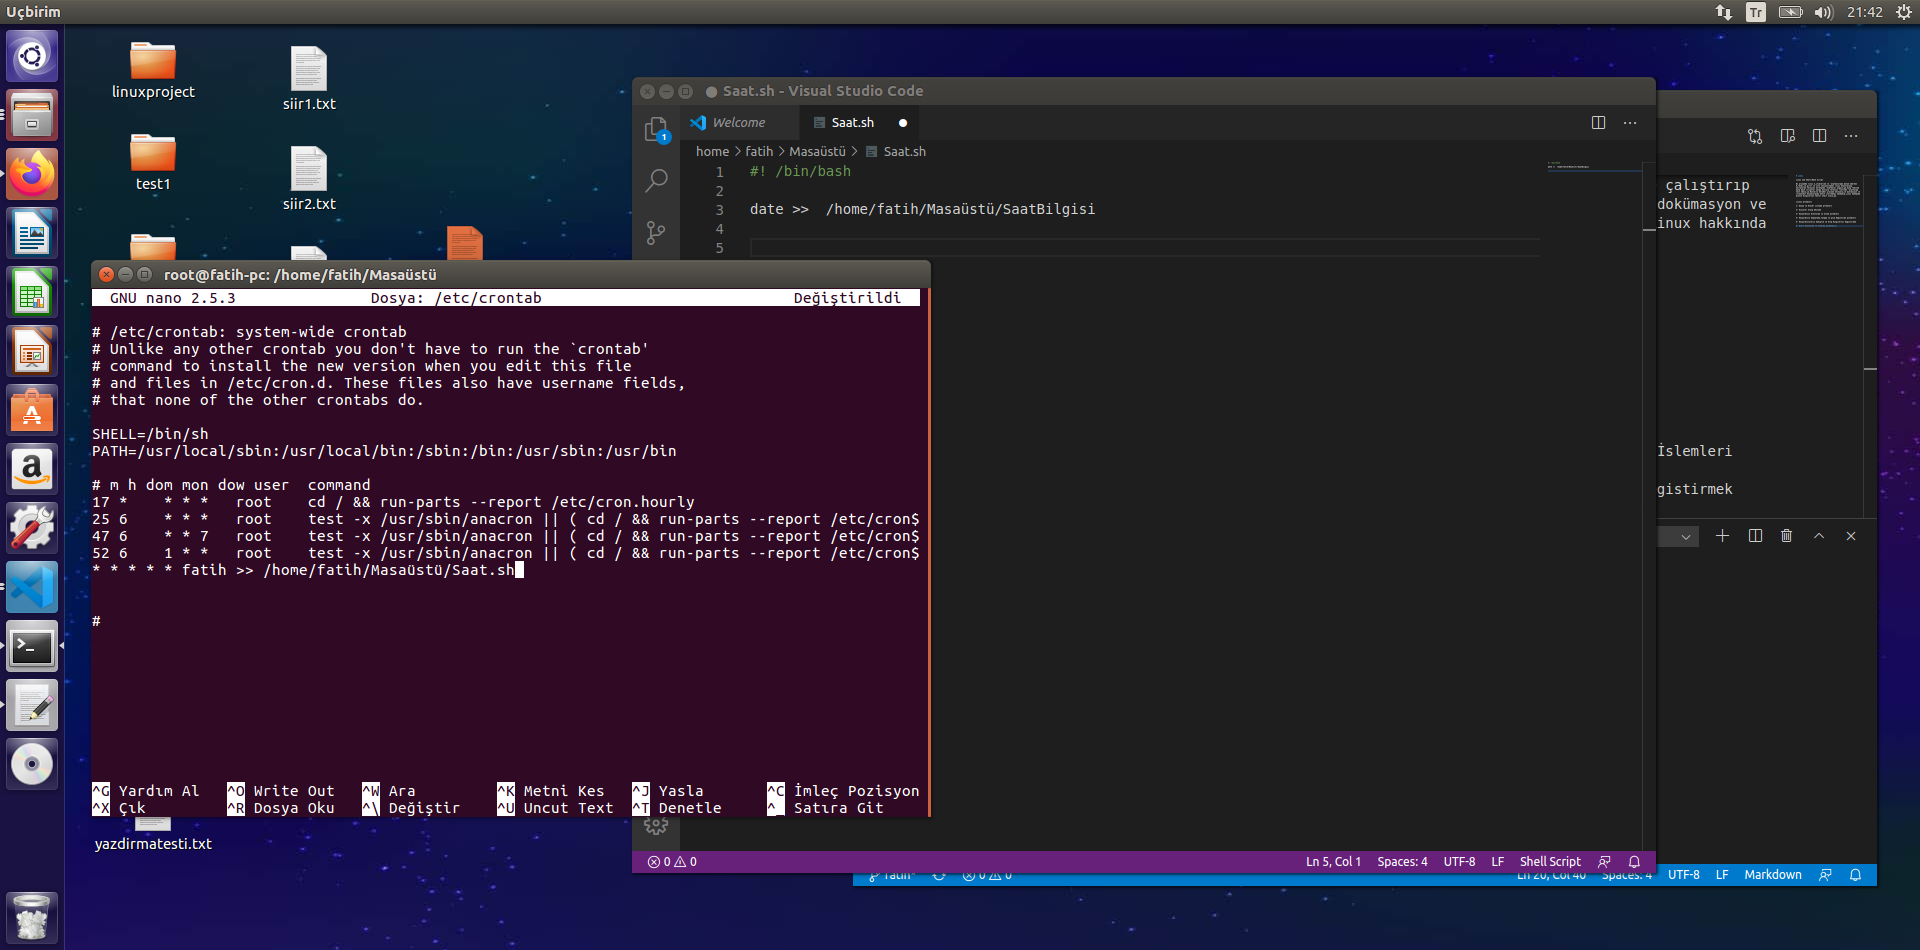 Uçbirim
Tr
21:42
linuxproject
siir1.txt
test1
siir2.txt
yazdirmatesti.txt
Saat.sh - Visual Studio Code
Welcome
Saat.sh
1
home > fatih > Masaüstü > Saat.sh
1 #! /bin/bash
2
3 date >>  /home/fatih/Masaüstü/SaatBilgisi
4
5
çalıştırıp
dokümasyon ve
inux hakkında
İslemleri
gistirmek
root@fatih-pc: /home/fatih/Masaüstü
GNU nano 2.5.3 Dosya: /etc/crontab Değiştirildi
# /etc/crontab: system-wide crontab
# Unlike any other crontab you don't have to run the `crontab'
# command to install the new version when you edit this file
# and files in /etc/cron.d. These files also have username fields,
# that none of the other crontabs do.
SHELL=/bin/sh
PATH=/usr/local/sbin:/usr/local/bin:/sbin:/bin:/usr/sbin:/usr/bin
# m h dom mon dow user  command
17 *    * * *   root    cd / && run-parts --report /etc/cron.hourly
25 6    * * *   root    test -x /usr/sbin/anacron || ( cd / && run-parts --report /etc/cron$
47 6    * * 7   root    test -x /usr/sbin/anacron || ( cd / && run-parts --report /etc/cron$
52 6    1 * *   root    test -x /usr/sbin/anacron || ( cd / && run-parts --report /etc/cron$
* * * * * fatih >> /home/fatih/Masaüstü/Saat.sh
#
^G Yardım Al ^O Write Out ^W Ara ^K Metni Kes ^J Yasla ^C İmleç Pozisyon
^X Çık ^R Dosya Oku ^\ Değiştir ^U Uncut Text ^T Denetle ^_ Satıra Git
0 0 Ln 5, Col 1 Spaces: 4 UTF-8 LF Shell Script
fatih* 0 0 Ln 20, Col 40 Spaces: 4 UTF-8 LF Markdown